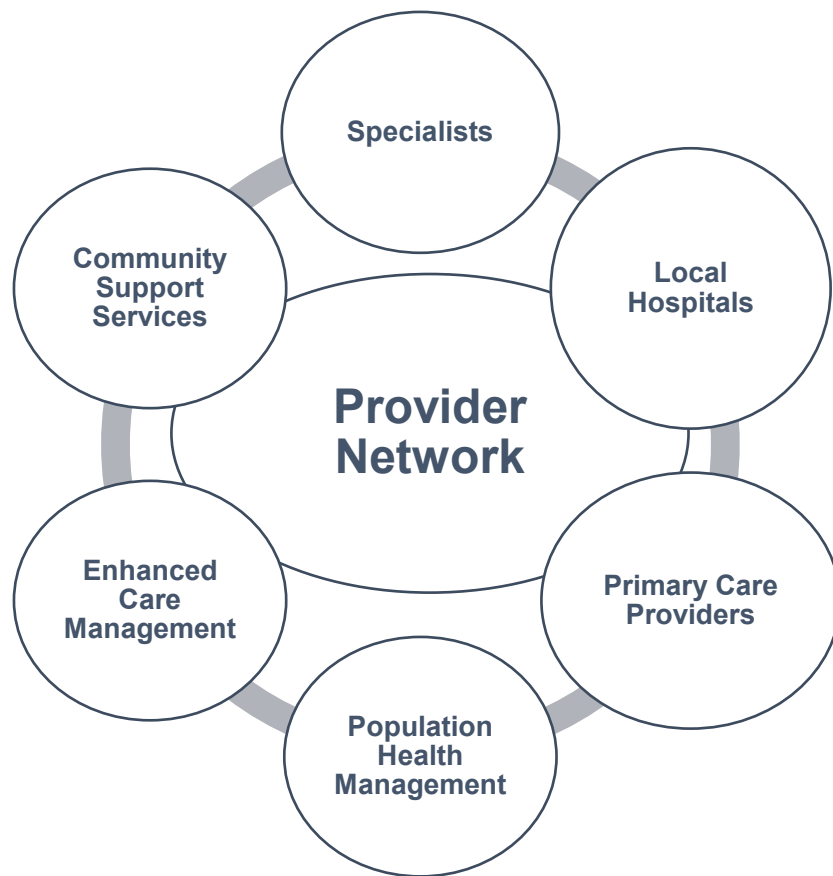 Specialists
Local
Hospitals
Community
Support
Services
Provider
Network
Enhanced
Care
Management
Primary Care
Providers
Population
Health
Management